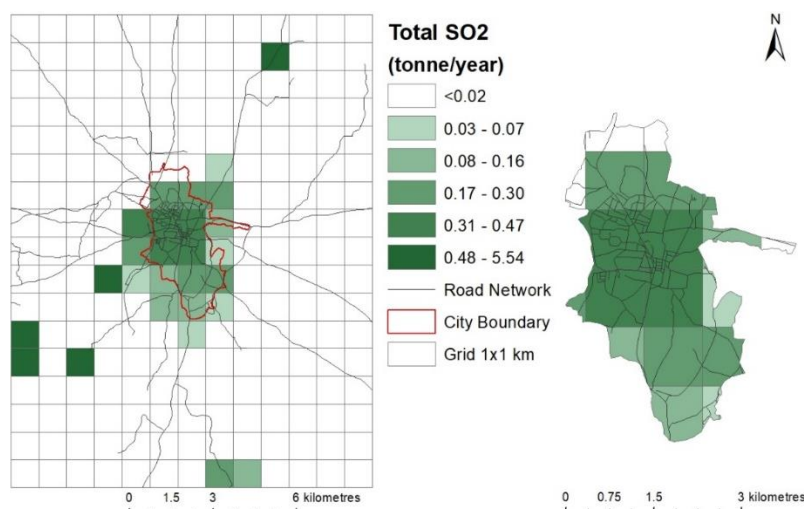 Total SO2
(tonne/year)
<0.02
0.03 - 0.07
0.08 - 0.16
0.17 - 0.30
0.31 - 0.47
0.48 - 5.54
Road Network
City Boundary
Grid 1x1 km
N
0 1.5 3 6 kilometres
0 0.75 1.5 3 kilometres